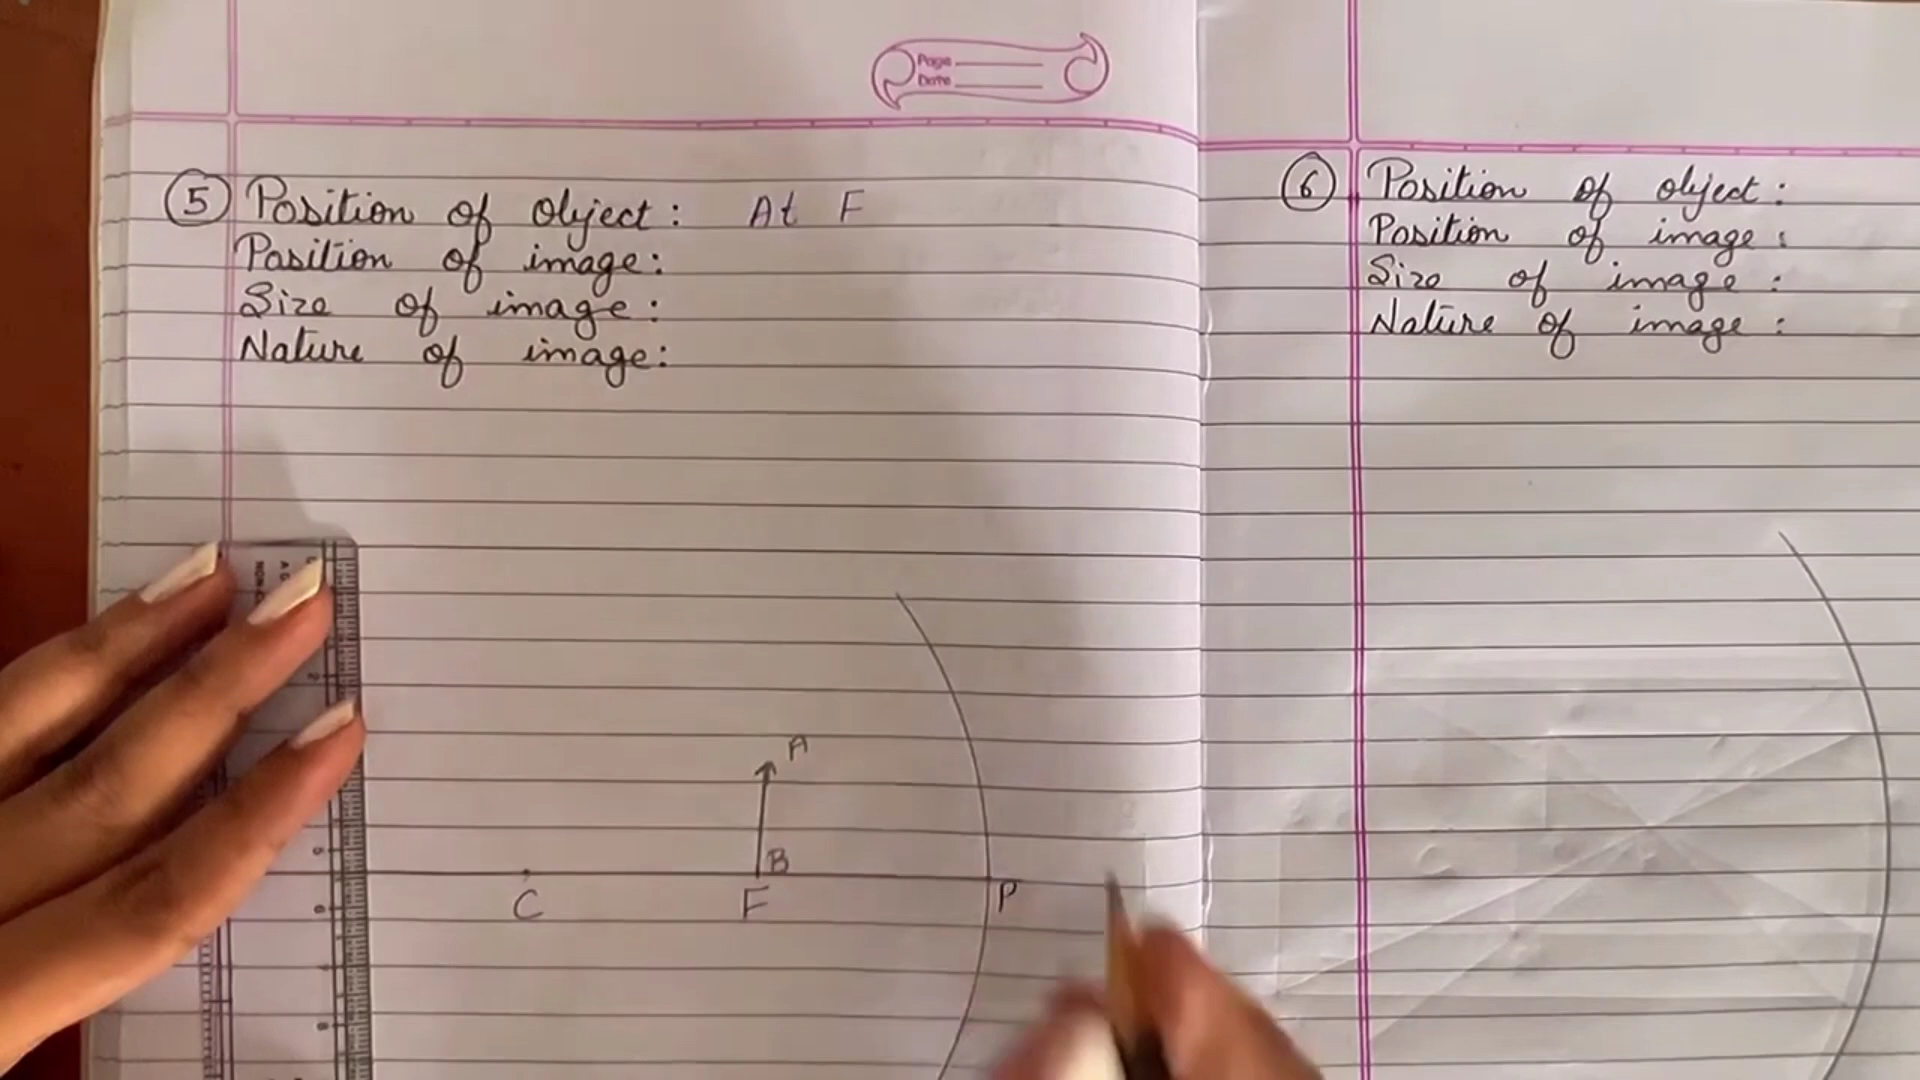 Page
Date
5 Position of object: At F
Position of image:
Size of image:
Nature of image:
A
B
C
F
P
6 Position of object:
Position of image:
Size of image:
Nature of image: